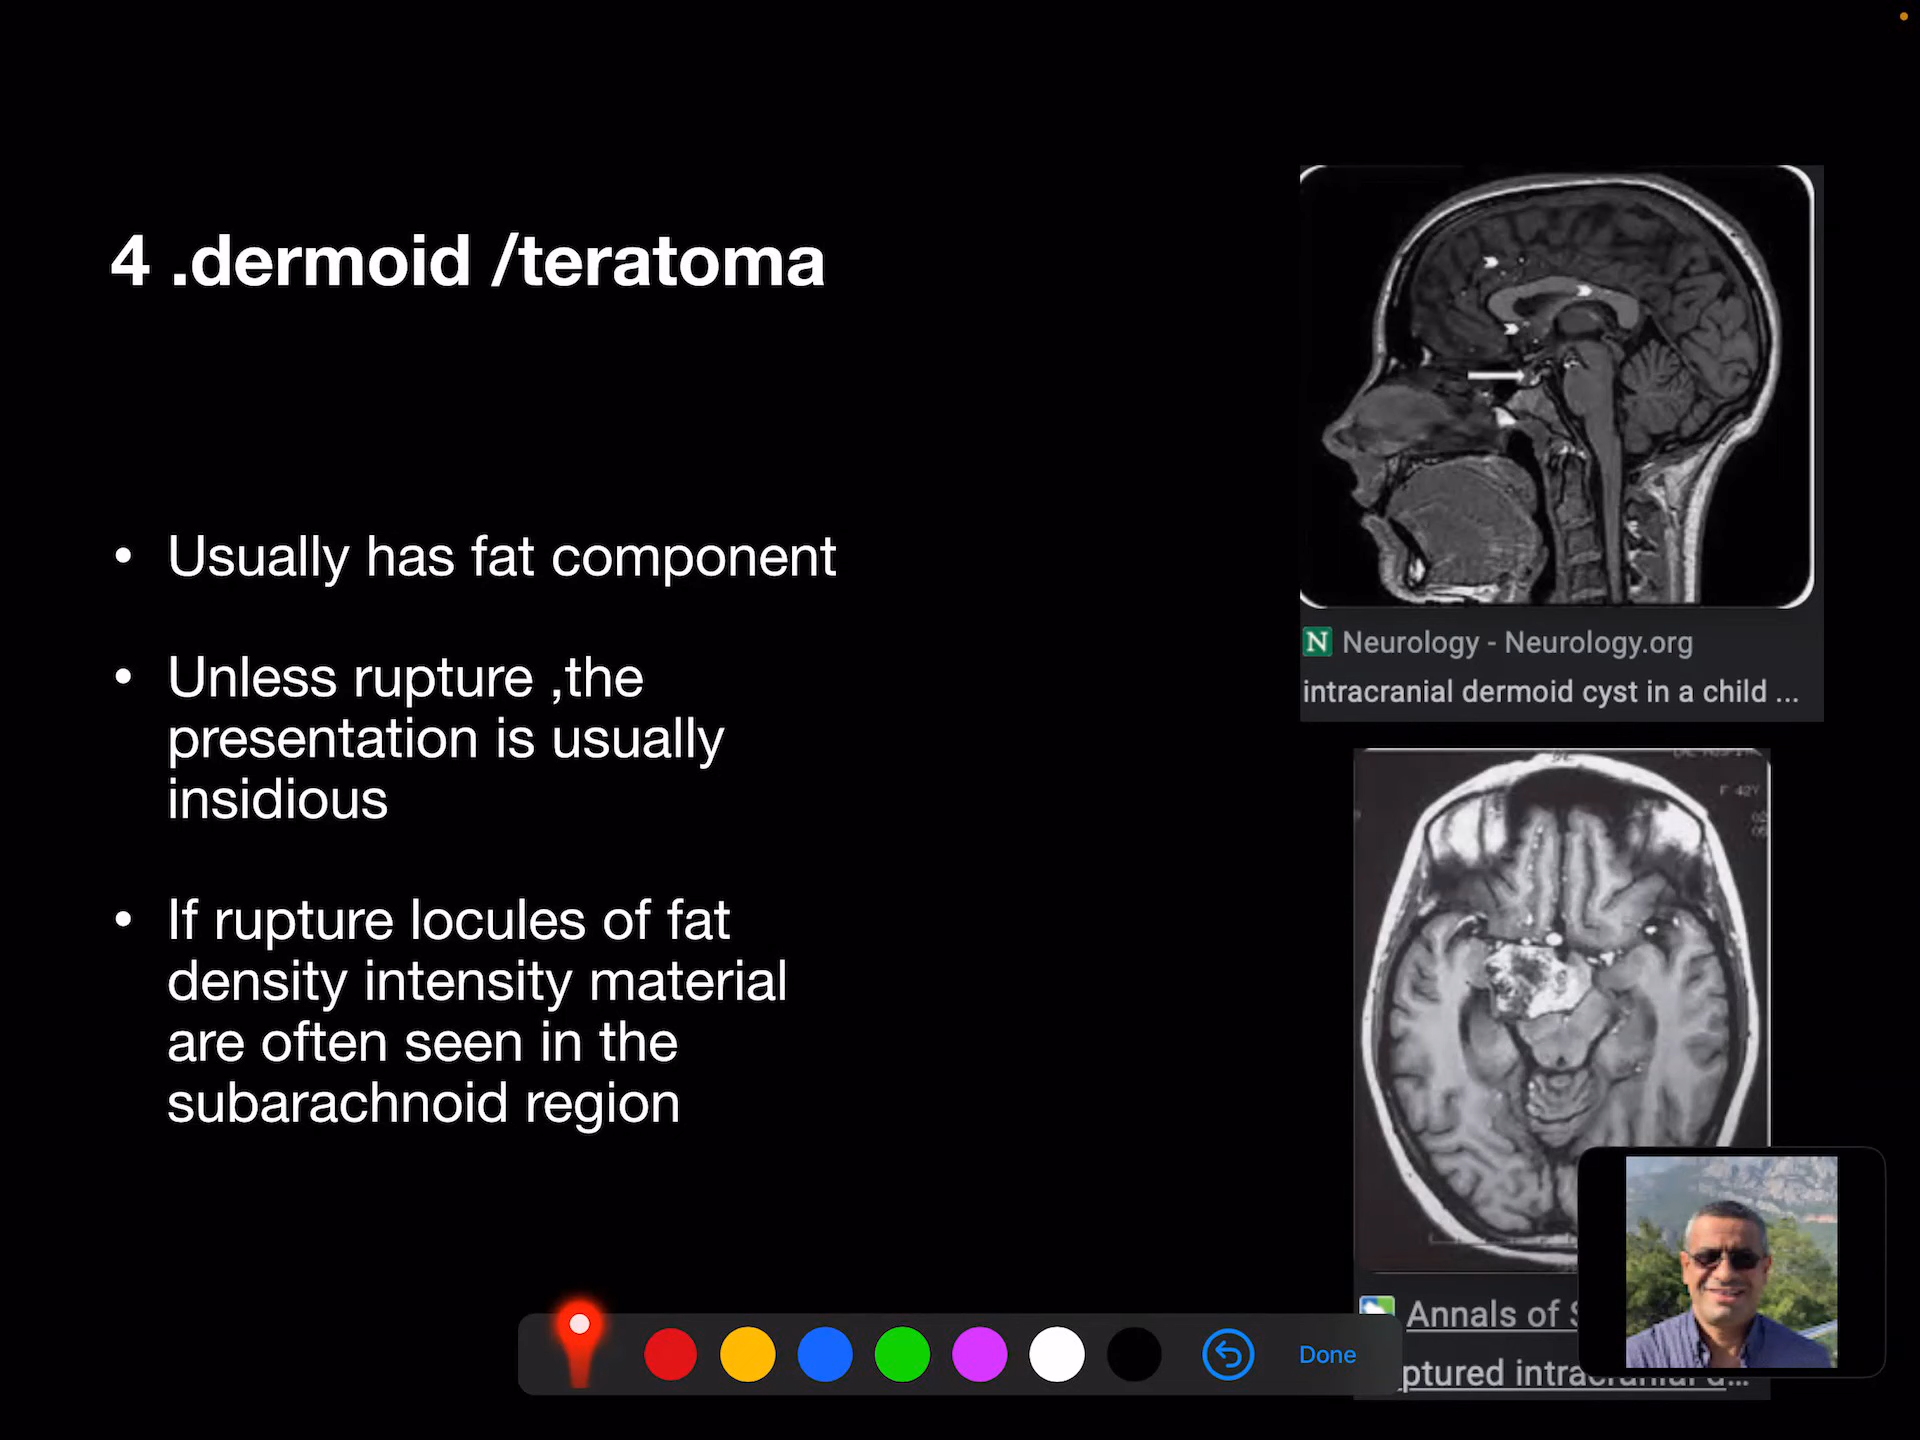 4 .dermoid /teratoma
• Usually has fat component
• Unless rupture ,the
presentation is usually
insidious
• If rupture locules of fat
density intensity material
are often seen in the
subarachnoid region
N Neurology - Neurology.org
intracranial dermoid cyst in a child ...
F 42Y
Annals of
ptured intracranial d...
Done